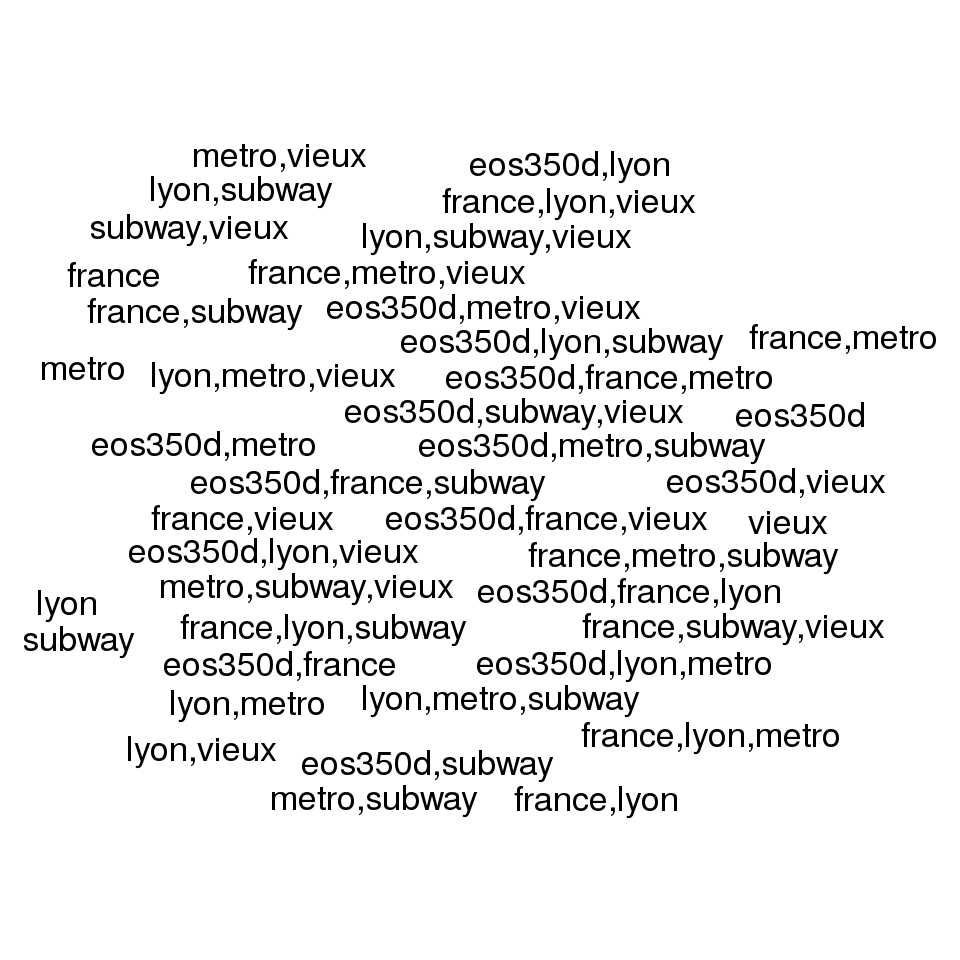 metro,vieux
eos350d,lyon
lyon,subway
france,lyon,vieux
subway,vieux
lyon,subway,vieux
france
france,metro,vieux
france,subway
eos350d,metro,vieux
eos350d,lyon,subway
france,metro
metro
lyon,metro,vieux
eos350d,france,metro
eos350d,subway,vieux
eos350d
eos350d,metro
eos350d,metro,subway
eos350d,france,subway
eos350d,vieux
france,vieux
eos350d,france,vieux
vieux
eos350d,lyon,vieux
france,metro,subway
metro,subway,vieux
eos350d,france,lyon
lyon
france,lyon,subway
france,subway,vieux
subway
eos350d,france
eos350d,lyon,metro
lyon,metro
lyon,metro,subway
france,lyon,metro
lyon,vieux
eos350d,subway
metro,subway
france,lyon